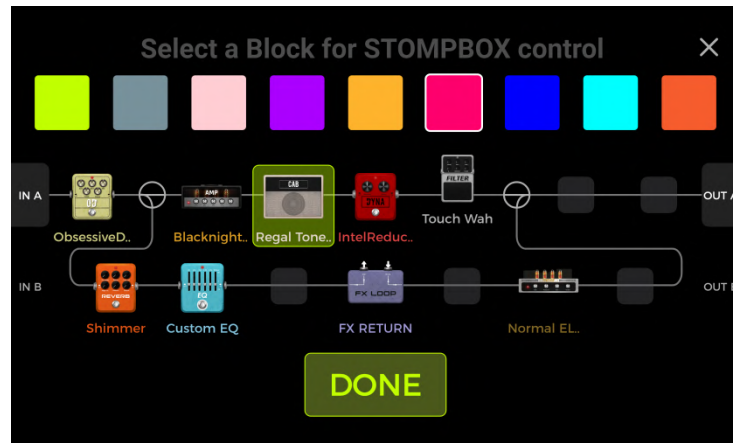 Select a Block for STOMPBOX control
IN A
OD
AMP
CAB
DYNA
FILTER
OUT A
ObsessiveD..
Blacknight..
Regal Tone..
IntelReduc..
Touch Wah
IN B
REVERB
EQ
FX LOOP
OUT
Shimmer
Custom EQ
FX RETURN
Normal EL..
DONE